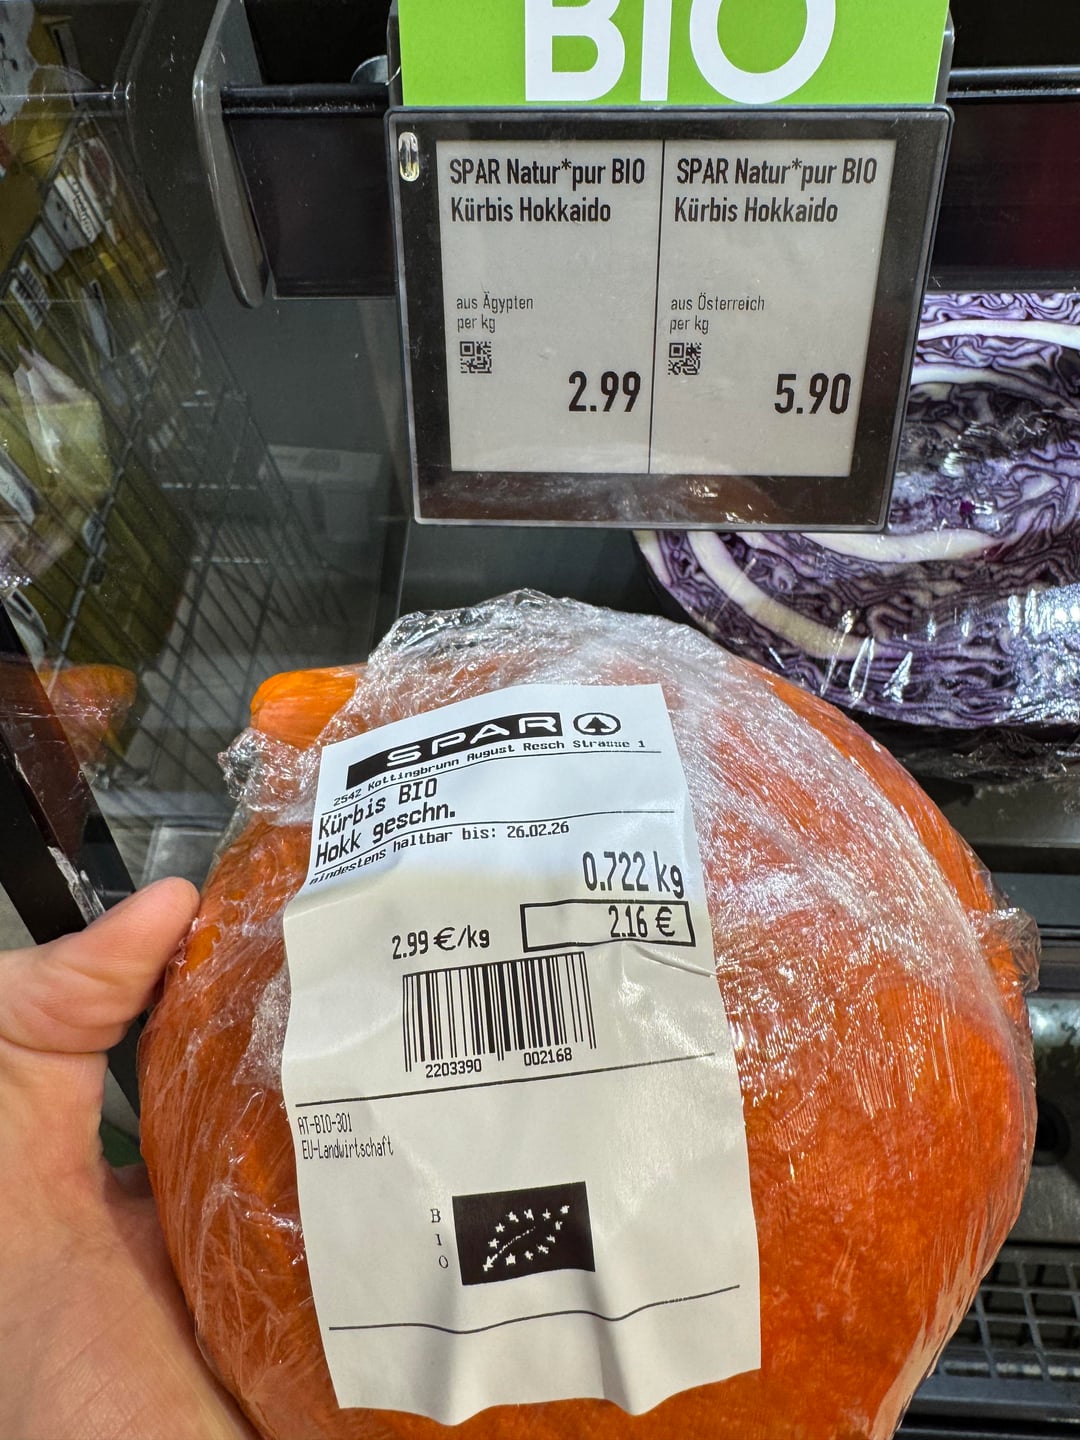 BIO
SPAR Natur*pur BIO
Kürbis Hokkaido
aus Ägypten
per kg
2.99
SPAR Natur*pur BIO
Kürbis Hokkaido
aus Österreich
per kg
5.90
SPAR
2542 Kottingbrunn August Resch Strasse 1
Kürbis BIO
Hokk geschn.
mindestens haltbar bis: 26.02.26
0.722 kg
2.99 €/kg
2.16 €
2203390 002168
AT-BIO-301
EU-Landwirtschaft
BIO